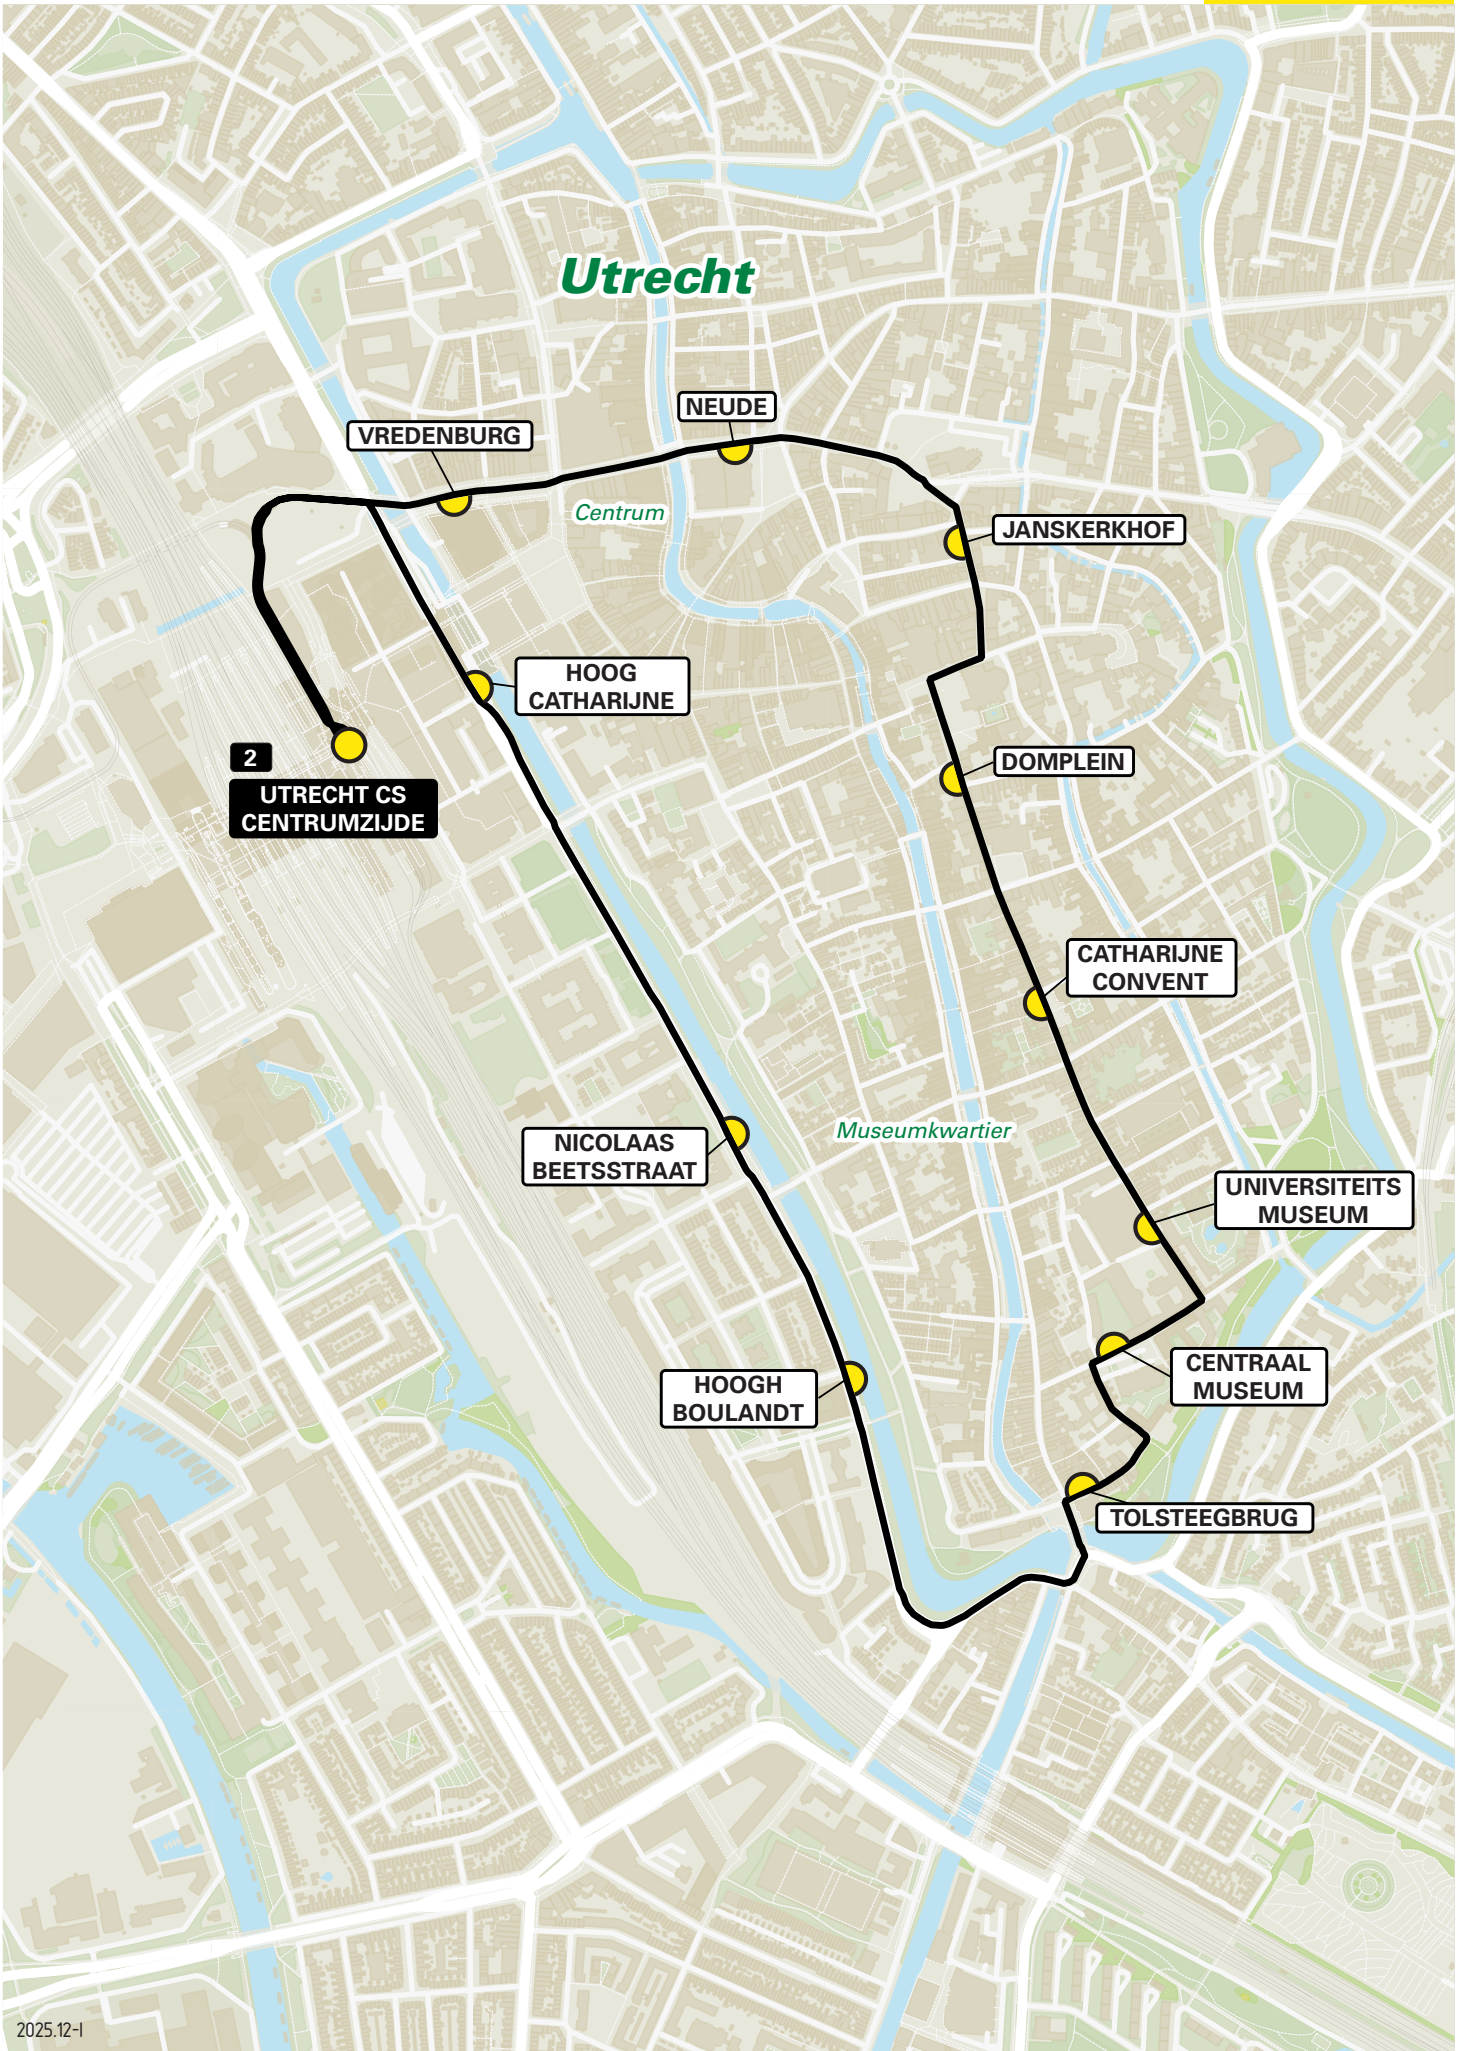 Utrecht
NEUDE
VREDENBURG
Centrum
JANSKERKHOF
HOOG
CATHARIJNE
2
UTRECHT CS
CENTRUMZIJDE
DOMPLEIN
CATHARIJNE
CONVENT
Museumkwartier
NICOLAAS
BEETSSTRAAT
UNIVERSITEITS
MUSEUM
CENTRAAL
MUSEUM
HOOGH
BOULANDT
TOLSTEEGBRUG
2025.12-I